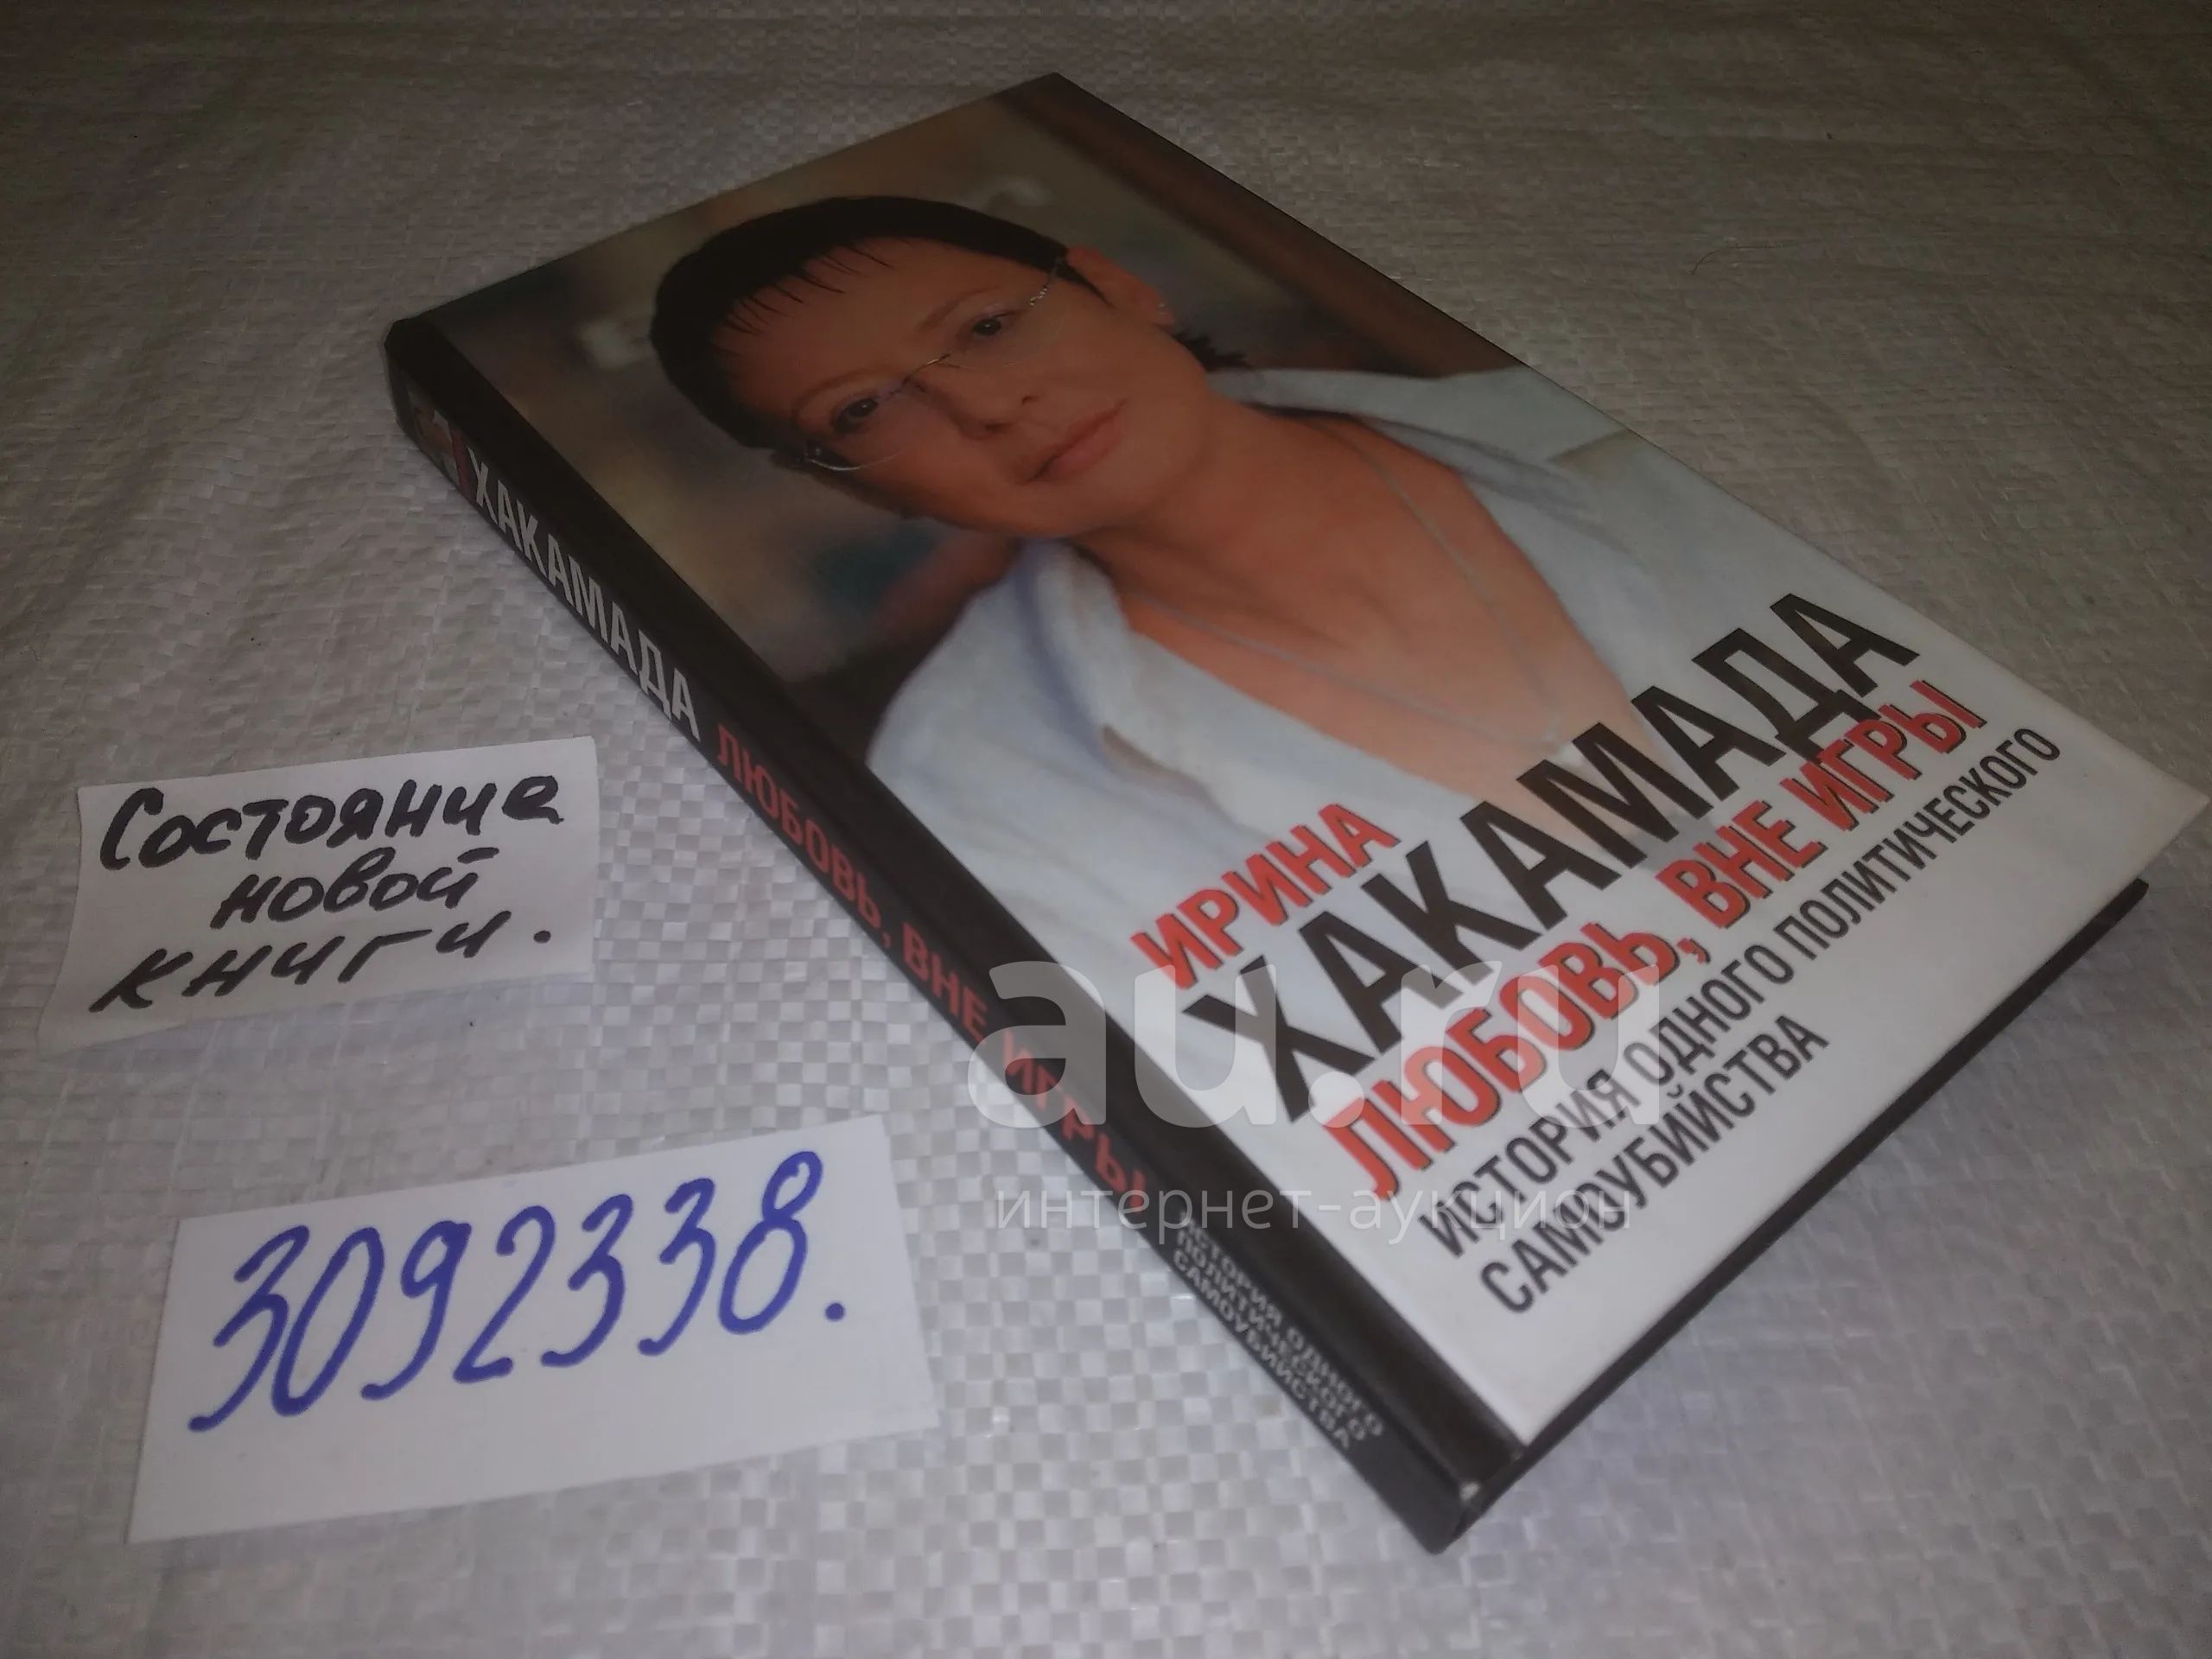 ИРИНА
ХАКАМАДА
ЛЮБОВЬ, ВНЕ ИГРЫ
ИСТОРИЯ ОДНОГО ПОЛИТИЧЕСКОГО
САМОУБИЙСТВА
ХАКАМАДА ЛЮБОВЬ, ВНЕ ИГРЫ
ИСТОРИЯ ОДНОГО
ПОЛИТИЧЕСКОГО
САМОУБИЙСТВА
Состояние
новой
книги.
3092338.
au.ru
интернет-аукцион